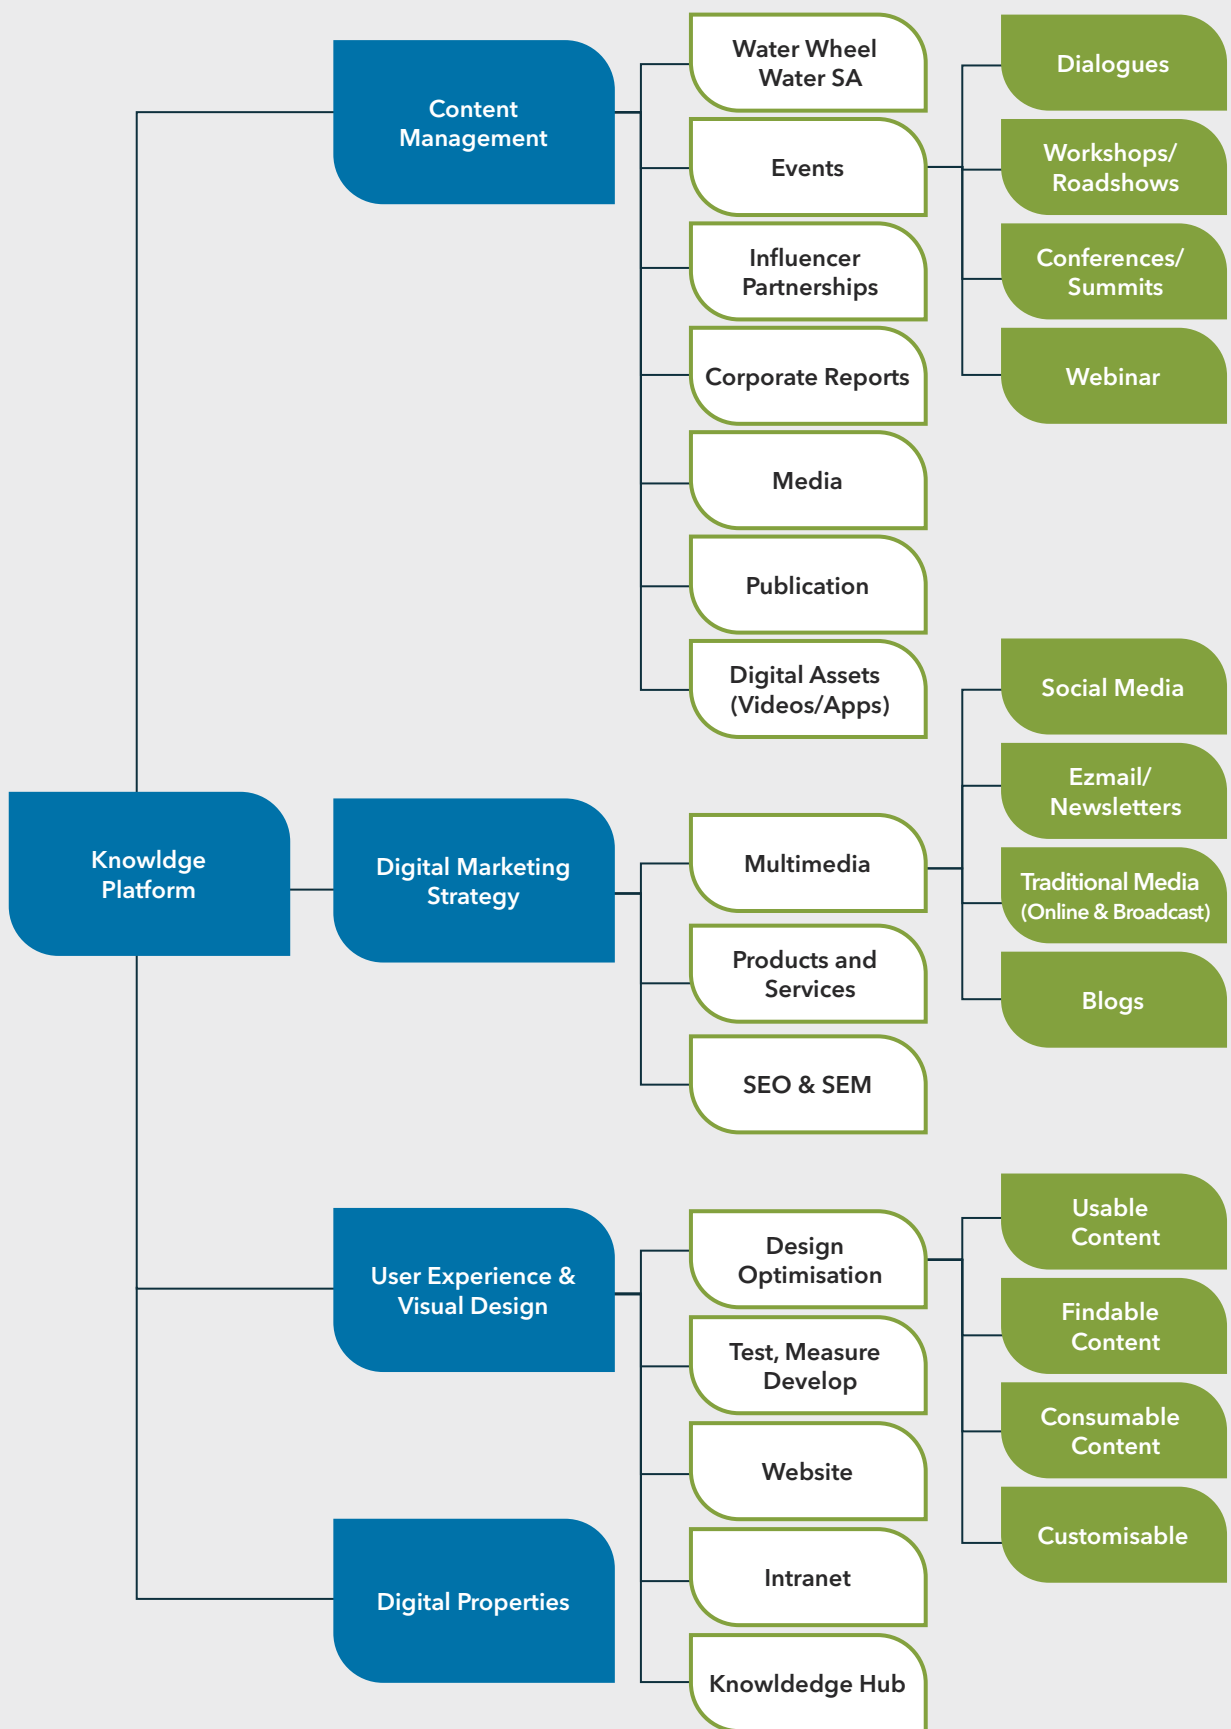 Knowldge
Platform
Content
Management
Water Wheel
Water SA
Events
Dialogues
Workshops/
Roadshows
Conferences/
Summits
Webinar
Influencer
Partnerships
Corporate Reports
Media
Publication
Digital Assets
(Videos/Apps)
Digital Marketing
Strategy
Multimedia
Social Media
Ezmail/
Newsletters
Traditional Media
(Online & Broadcast)
Blogs
Products and
Services
SEO & SEM
User Experience &
Visual Design
Design
Optimisation
Usable
Content
Findable
Content
Consumable
Content
Customisable
Test, Measure
Develop
Website
Intranet
Knowldedge Hub
Digital Properties